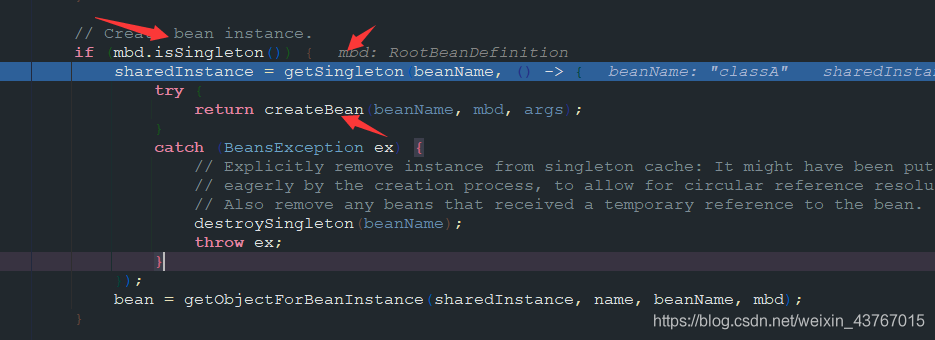 // Create bean instance.
if (mbd.isSingleton()) { mbd: RootBeanDefinition
sharedInstance = getSingleton(beanName, () -> { beanName: "classA" sharedInsta
try {
return createBean(beanName, mbd, args);
}
catch (BeansException ex) {
// Explicitly remove instance from singleton cache: It might have been put
// eagerly by the creation process, to allow for circular reference resolu
// Also remove any beans that received a temporary reference to the bean.
destroySingleton(beanName);
throw ex;
}
});
bean = getObjectForBeanInstance(sharedInstance, name, beanName, mbd);
}
https://blog.csdn.net/weixin_43767015